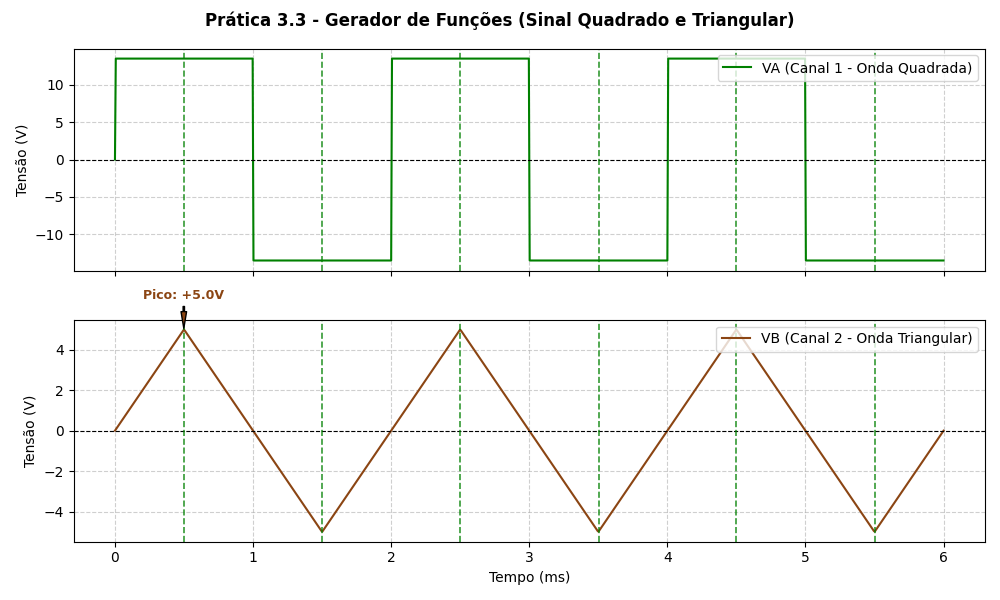 Prática 3.3 - Gerador de Funções (Sinal Quadrado e Triangular)
VA (Canal 1 - Onda Quadrada)
10
5
0
−5
−10
Tensão (V)
Pico: +5.0V
VB (Canal 2 - Onda Triangular)
4
2
0
−2
−4
Tensão (V)
0 1 2 3 4 5 6
Tempo (ms)